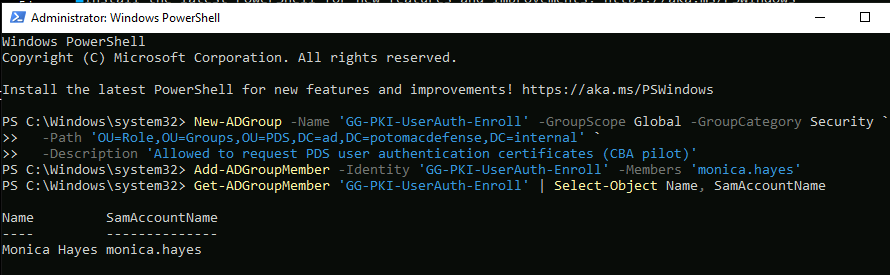 Administrator: Windows PowerShell
Windows PowerShell
Copyright (C) Microsoft Corporation. All rights reserved.
Install the latest PowerShell for new features and improvements! https://aka.ms/PSWindows
PS C:\Windows\system32> New-ADGroup -Name 'GG-PKI-UserAuth-Enroll' -GroupScope Global -GroupCategory Security `
>>   -Path 'OU=Role,OU=Groups,OU=PDS,DC=ad,DC=potomacdefense,DC=internal' `
>>   -Description 'Allowed to request PDS user authentication certificates (CBA pilot)'
PS C:\Windows\system32> Add-ADGroupMember -Identity 'GG-PKI-UserAuth-Enroll' -Members 'monica.hayes'
PS C:\Windows\system32> Get-ADGroupMember 'GG-PKI-UserAuth-Enroll' | Select-Object Name, SamAccountName
Name         SamAccountName
----         --------------
Monica Hayes monica.hayes